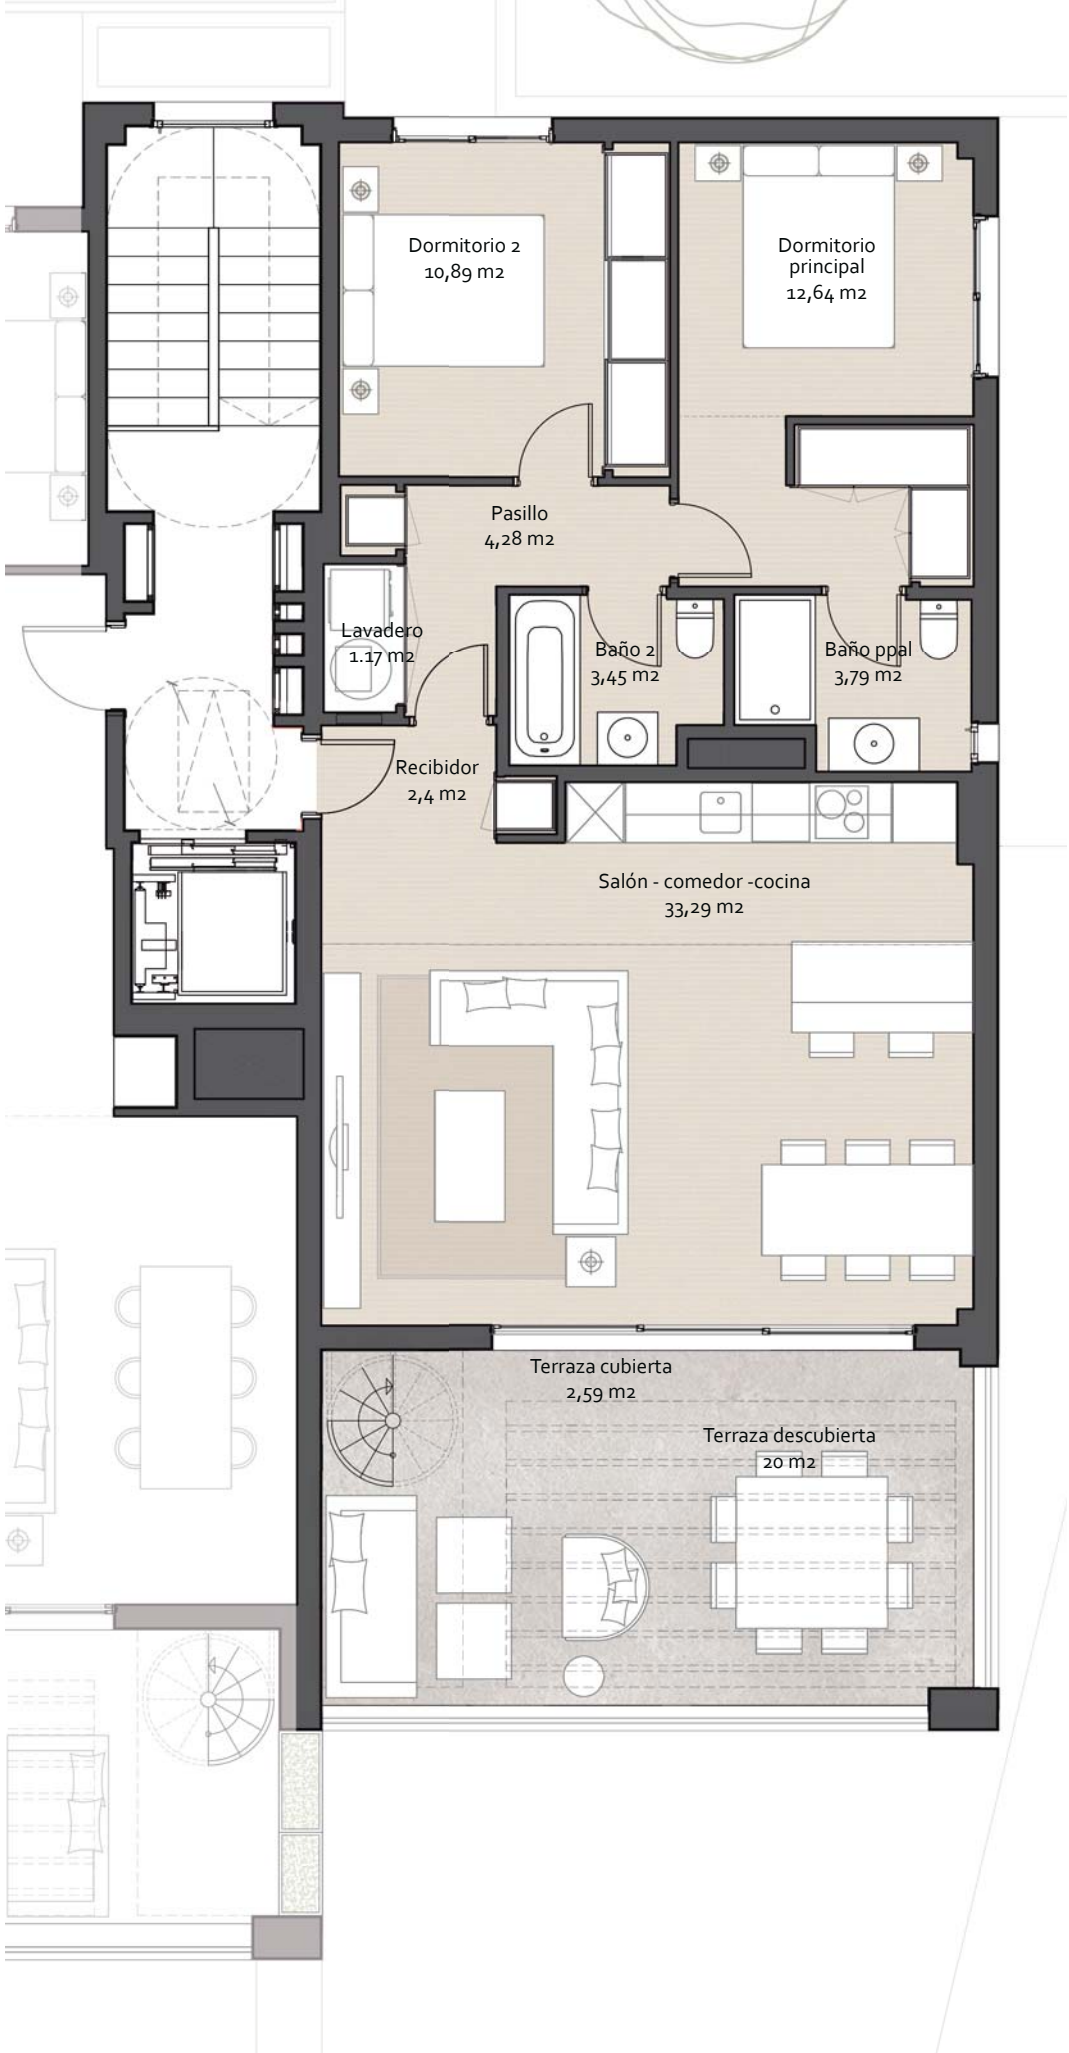 Dormitorio 2
10,89 m2
Dormitorio
principal
12,64 m2
Pasillo
4,28 m2
Lavadero
1.17 m2
Baño 2
3,45 m2
Baño ppal
3,79 m2
Recibidor
2,4 m2
Salón - comedor -cocina
33,29 m2
Terraza cubierta
2,59 m2
Terraza descubierta
20 m2